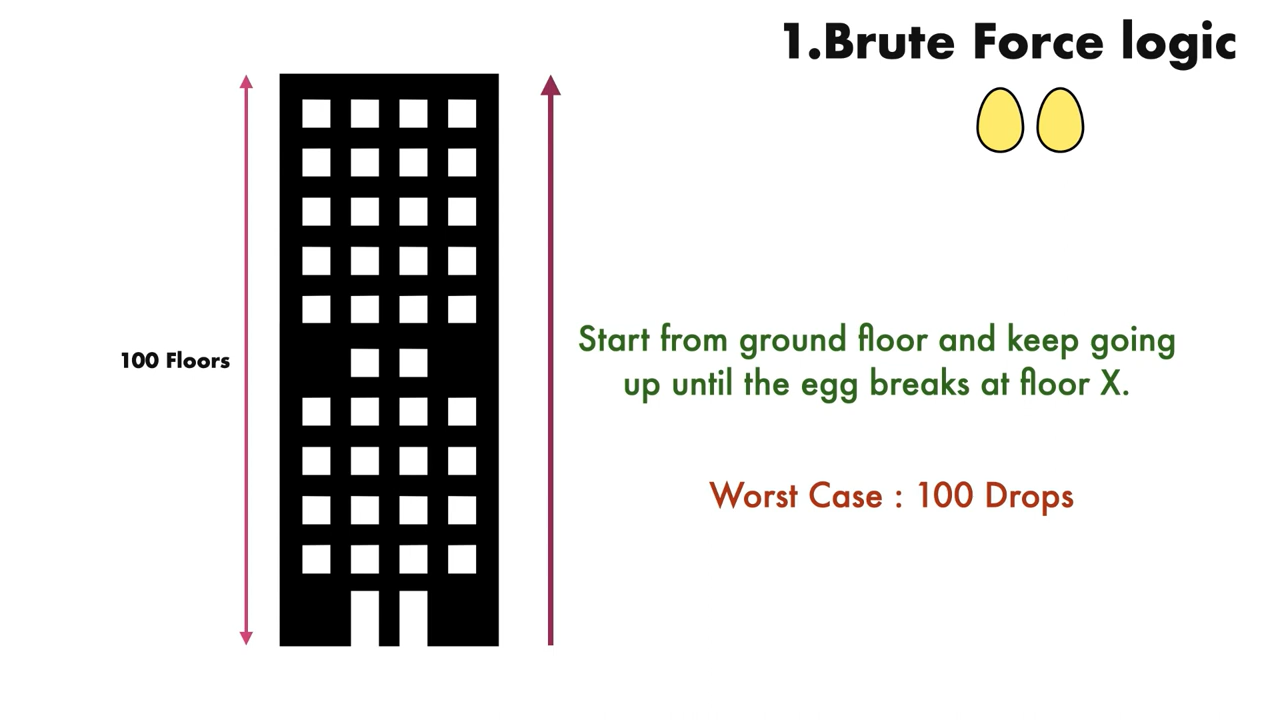 1.Brute Force logic
100 Floors
Start from ground floor and keep going
up until the egg breaks at floor X.
Worst Case : 100 Drops